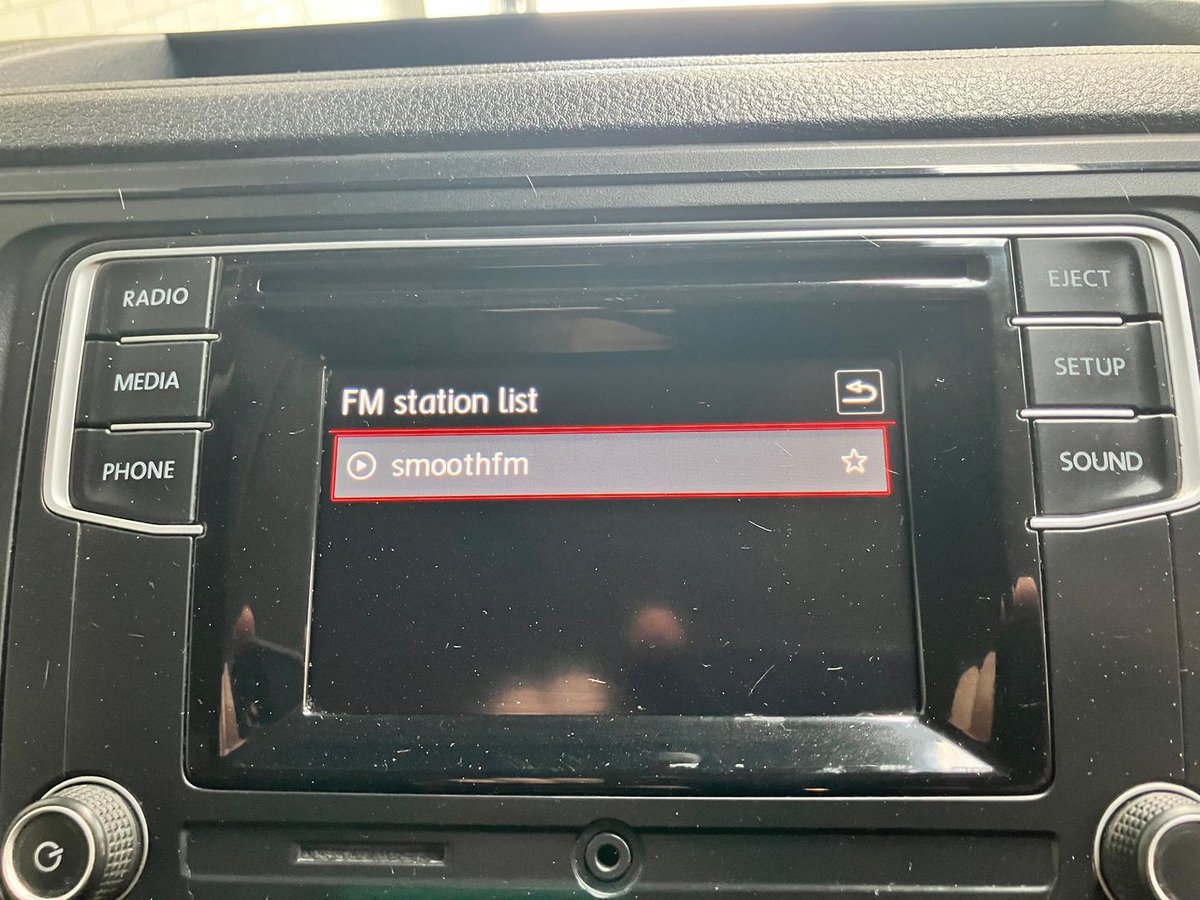 RADIO
MEDIA
PHONE
FM station list
smoothfm
EJECT
SETUP
SOUND